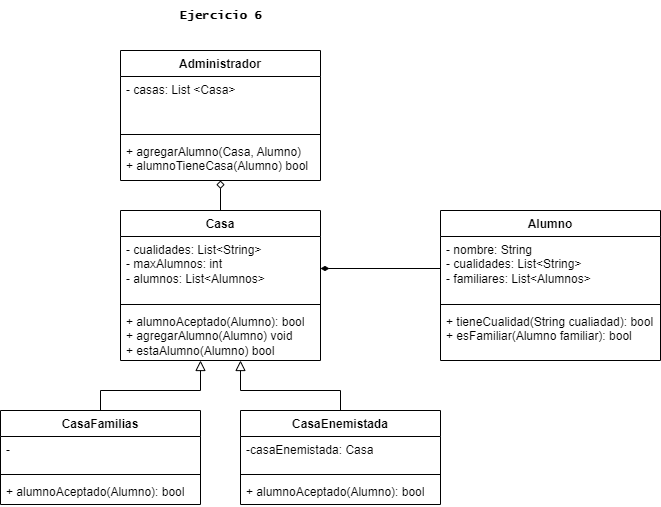 Ejercicio 6
Administrador
- casas: List <Casa>
+ agregarAlumno(Casa, Alumno)
+ alumnoTieneCasa(Alumno) bool
Casa
- cualidades: List<String>
- maxAlumnos: int
- alumnos: List<Alumnos>
+ alumnoAceptado(Alumno): bool
+ agregarAlumno(Alumno) void
+ estaAlumno(Alumno) bool
Alumno
- nombre: String
- cualidades: List<String>
- familiares: List<Alumnos>
+ tieneCualidad(String cualiadad): bool
+ esFamiliar(Alumno familiar): bool
CasaFamilias
-
+ alumnoAceptado(Alumno): bool
CasaEnemistada
-casaEnemistada: Casa
+ alumnoAceptado(Alumno): bool